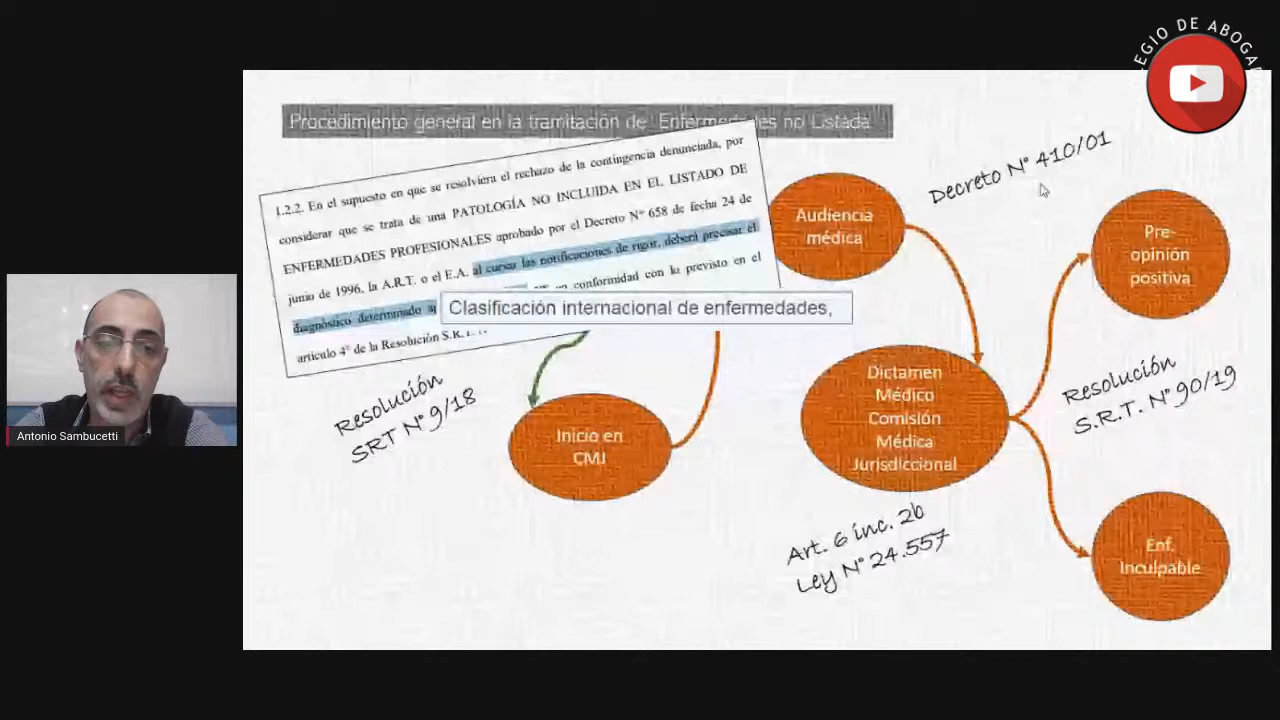 EGIO DE ABOGA
Procedimiento general en la tramitación de Enfermedades no Listada
1.2.2. En el supuesto en que se resolviera el rechazo de la contingencia denunciada, por
considerar que se trata de una PATOLOGÍA NO INCLUIDA EN EL LISTADO DE
ENFERMEDADES PROFESIONALES aprobado por el Decreto N° 658 de fecha 24 de
junio de 1996, la A.R.T. o el E.A. al cursar las notificaciones de rigor, deberá precisar el
diagnóstico determinado
conformidad con lo previsto en el
artículo 4° de la Resolución S.R.T.
Clasificación internacional de enfermedades,
Audiencia
médica
Decreto N° 410/01
Pre-
opinión
positiva
Resolución
SRT N° 9/18
Inicio en
CMJ
Dictamen
Médico
Comisión
Médica
Jurisdiccional
Resolución
S.R.T. N° 90/19
Art. 6 inc. 2b
Ley N° 24.557
Enf.
Inculpable
Antonio Sambucetti